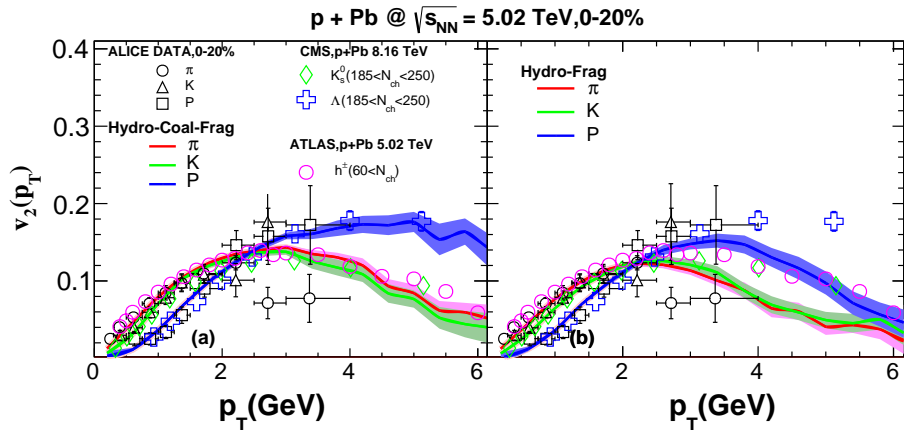 p + Pb @ √s_NN = 5.02 TeV,0-20%
v₂(p_T)
0.4
0.3
0.2
0.1
ALICE DATA,0-20%
π
K
P
Hydro-Coal-Frag
π
K
P
CMS,p+Pb 8.16 TeV
K_s^0(185<N_ch<250)
Λ(185<N_ch<250)
ATLAS,p+Pb 5.02 TeV
h^±(60<N_ch)
(a)
0 2 4 6
p_T(GeV)
Hydro-Frag
π
K
P
(b)
2 4 6
p_T(GeV)